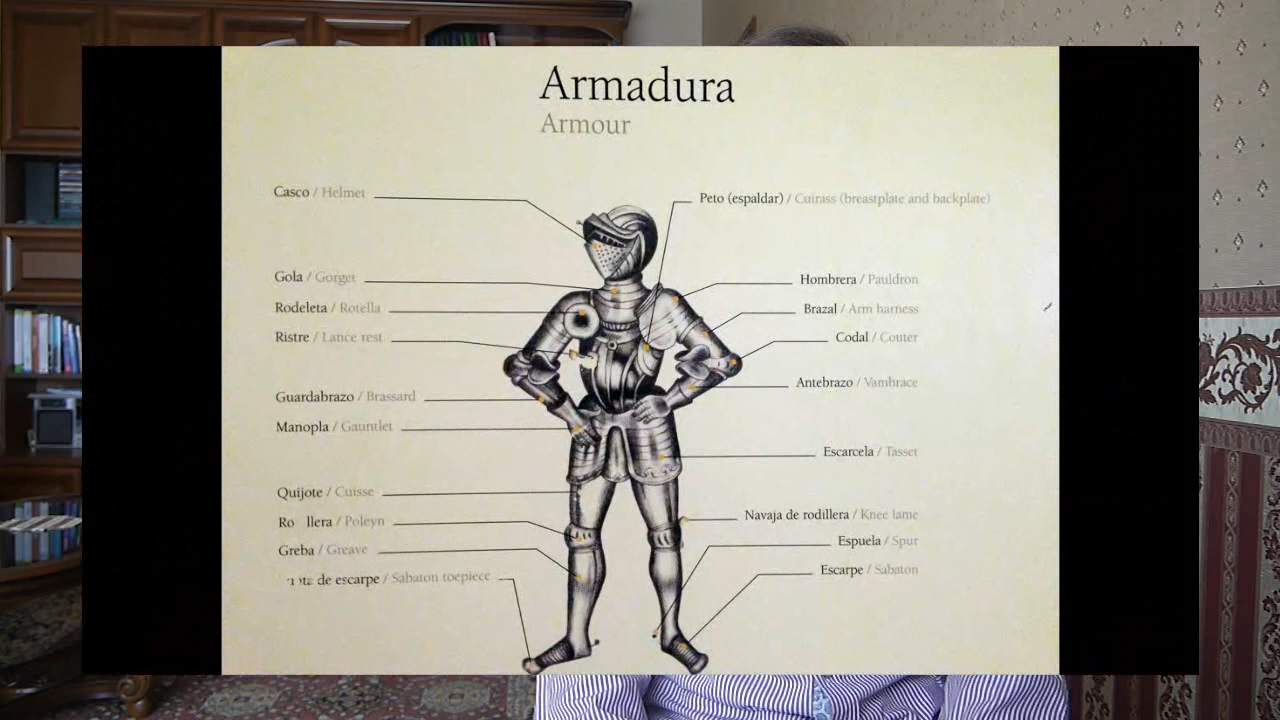 Armadura
Armour
Casco / Helmet
Peto (espaldar) / Cuirass (breastplate and backplate)
Gola / Gorget
Hombrera / Pauldron
Rodeleta / Rotella
Brazal / Arm harness
Ristre / Lance rest
Codal / Couter
Antebrazo / Vambrace
Guardabrazo / Brassard
Manopla / Gauntlet
Escarcela / Tasset
Quijote / Cuisse
Navaja de rodillera / Knee lame
Ro llera / Poleyn
Espuela / Spur
Greba / Greave
Escarpe / Sabaton
de escarpe / Sabaton toepiece